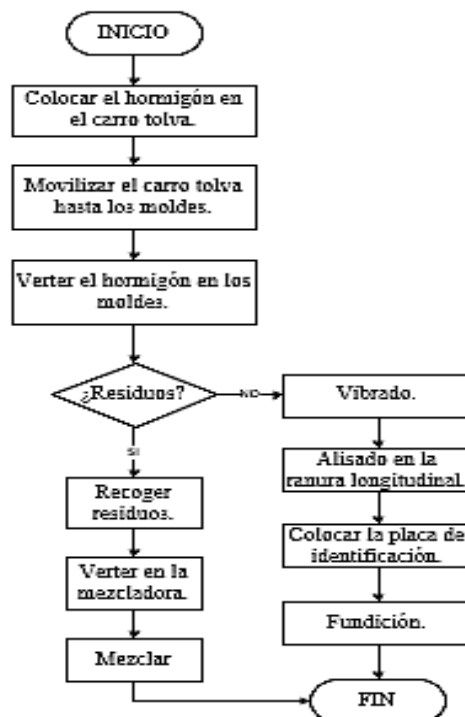 INICIO
Colocar el hormigón en
el carro tolva.
Movilizar el carro tolva
hasta los moldes.
Verter el hormigón en los
moldes.
¿Residuos?
NO
Vibrado.
SI
Alisado en la
ranura longitudinal.
Recoger
residuos.
Colocar la placa de
identificación.
Verter en la
mezcladora.
Fundición.
Mezclar
FIN